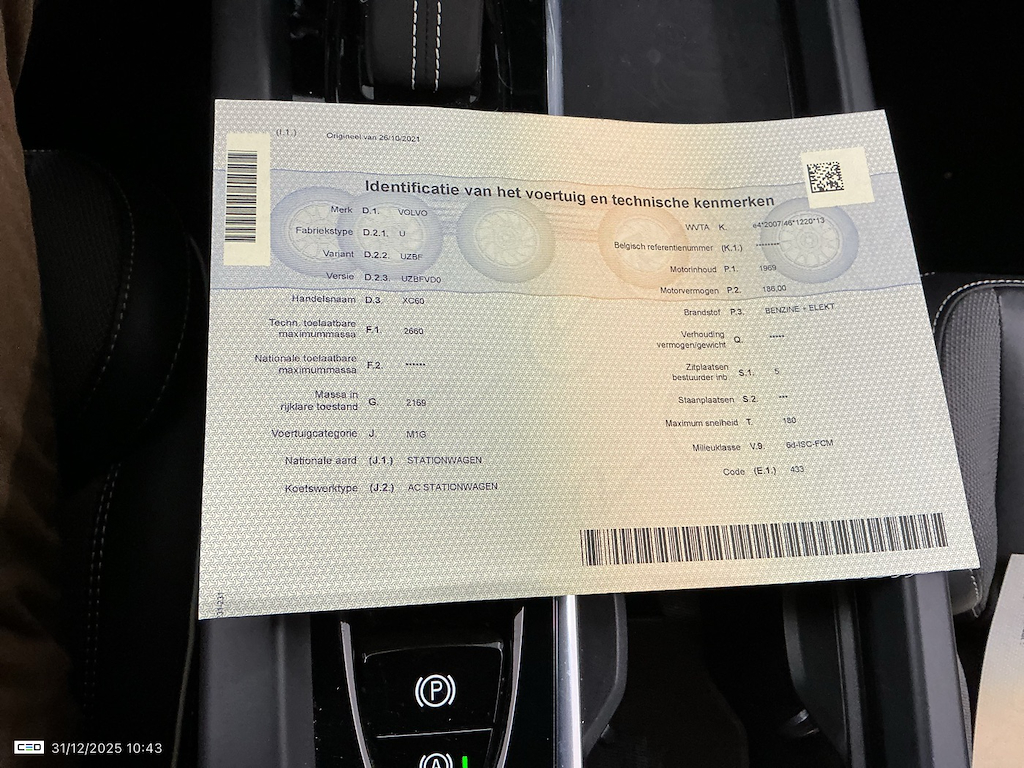 (I.1.) Origineel van 26/10/2021
Identificatie van het voertuig en technische kenmerken
Merk D.1. VOLVO
Fabriekstype D.2.1. U
Variant D.2.2. UZBF
Versie D.2.3. UZBFVD0
Handelsnaam D.3 XC60
Techn. toelaatbare
maximummassa F.1. 2660
Nationale toelaatbare
maximummassa F.2. ******
Massa in
rijklare toestand G. 2169
Voertuigcategorie J. M1G
Nationale aard (J.1.) STATIONWAGEN
Koetswerktype (J.2.) AC STATIONWAGEN
WVTA K. e4*2007/46*1220*13
Belgisch referentienummer (K.1.) ********
Motorinhoud P.1. 1969
Motorvermogen P.2. 186,00
Brandstof P.3. BENZINE + ELEKT
Verhouding
vermogen/gewicht Q. *****
Zitplaatsen
bestuurder inb S.1. 5
Staanplaatsen S.2. ***
Maximum snelheid T. 180
Milieuklasse V.9. 6d-ISC-FCM
Code (E.1.) 433
P
A
CEO 31/12/2025 10:43